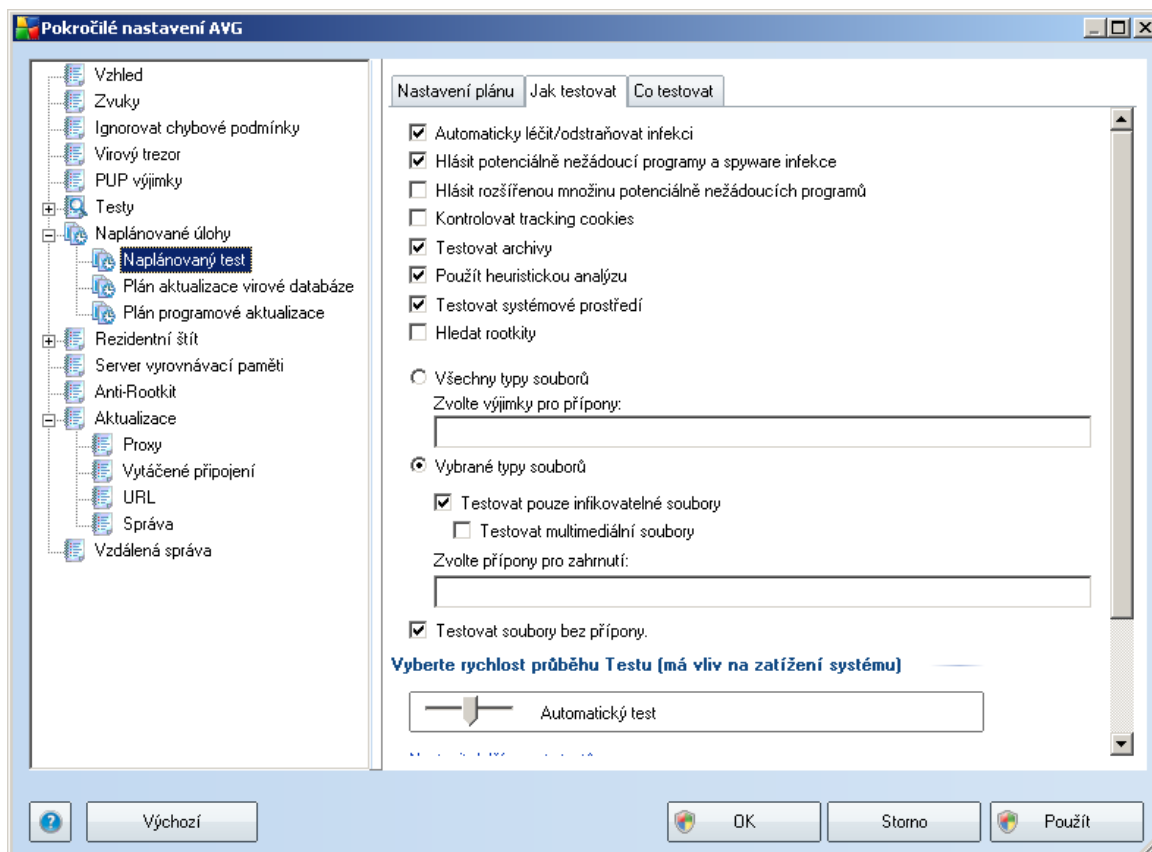 Pokročilé nastavení AVG
Vzhled
Zvuky
Ignorovat chybové podmínky
Virový trezor
PUP výjimky
Testy
Naplánované úlohy
Naplánovaný test
Plán aktualizace virové databáze
Plán programové aktualizace
Rezidentní štít
Server vyrovnávací paměti
Anti-Rootkit
Aktualizace
Proxy
Vytáčené připojení
URL
Správa
Vzdálená správa
Nastavení plánu Jak testovat Co testovat
Automaticky léčit/odstraňovat infekci
Hlásit potenciálně nežádoucí programy a spyware infekce
Hlásit rozšířenou množinu potenciálně nežádoucích programů
Kontrolovat tracking cookies
Testovat archivy
Použít heuristickou analýzu
Testovat systémové prostředí
Hledat rootkity
Všechny typy souborů
Zvolte výjimky pro přípony:
Vybrané typy souborů
Testovat pouze infikovatelné soubory
Testovat multimediální soubory
Zvolte přípony pro zahrnutí:
Testovat soubory bez přípony.
Vyberte rychlost průběhu Testu (má vliv na zatížení systému)
Automatický test
Výchozí OK Storno Použít